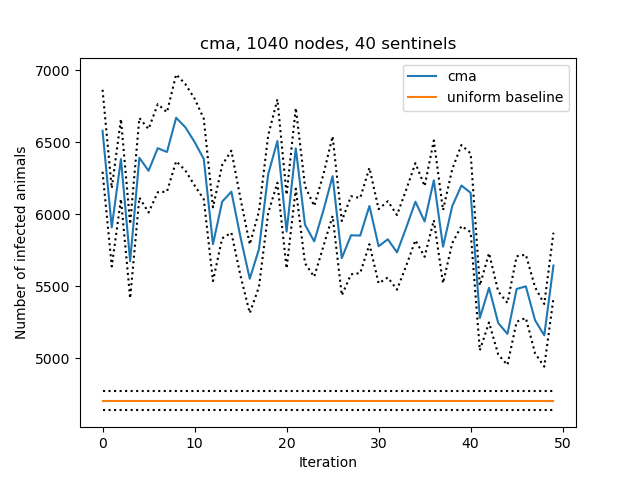 cma, 1040 nodes, 40 sentinels
7000
6500
6000
5500
5000
Number of infected animals
cma
uniform baseline
0
10
20
30
40
50
Iteration